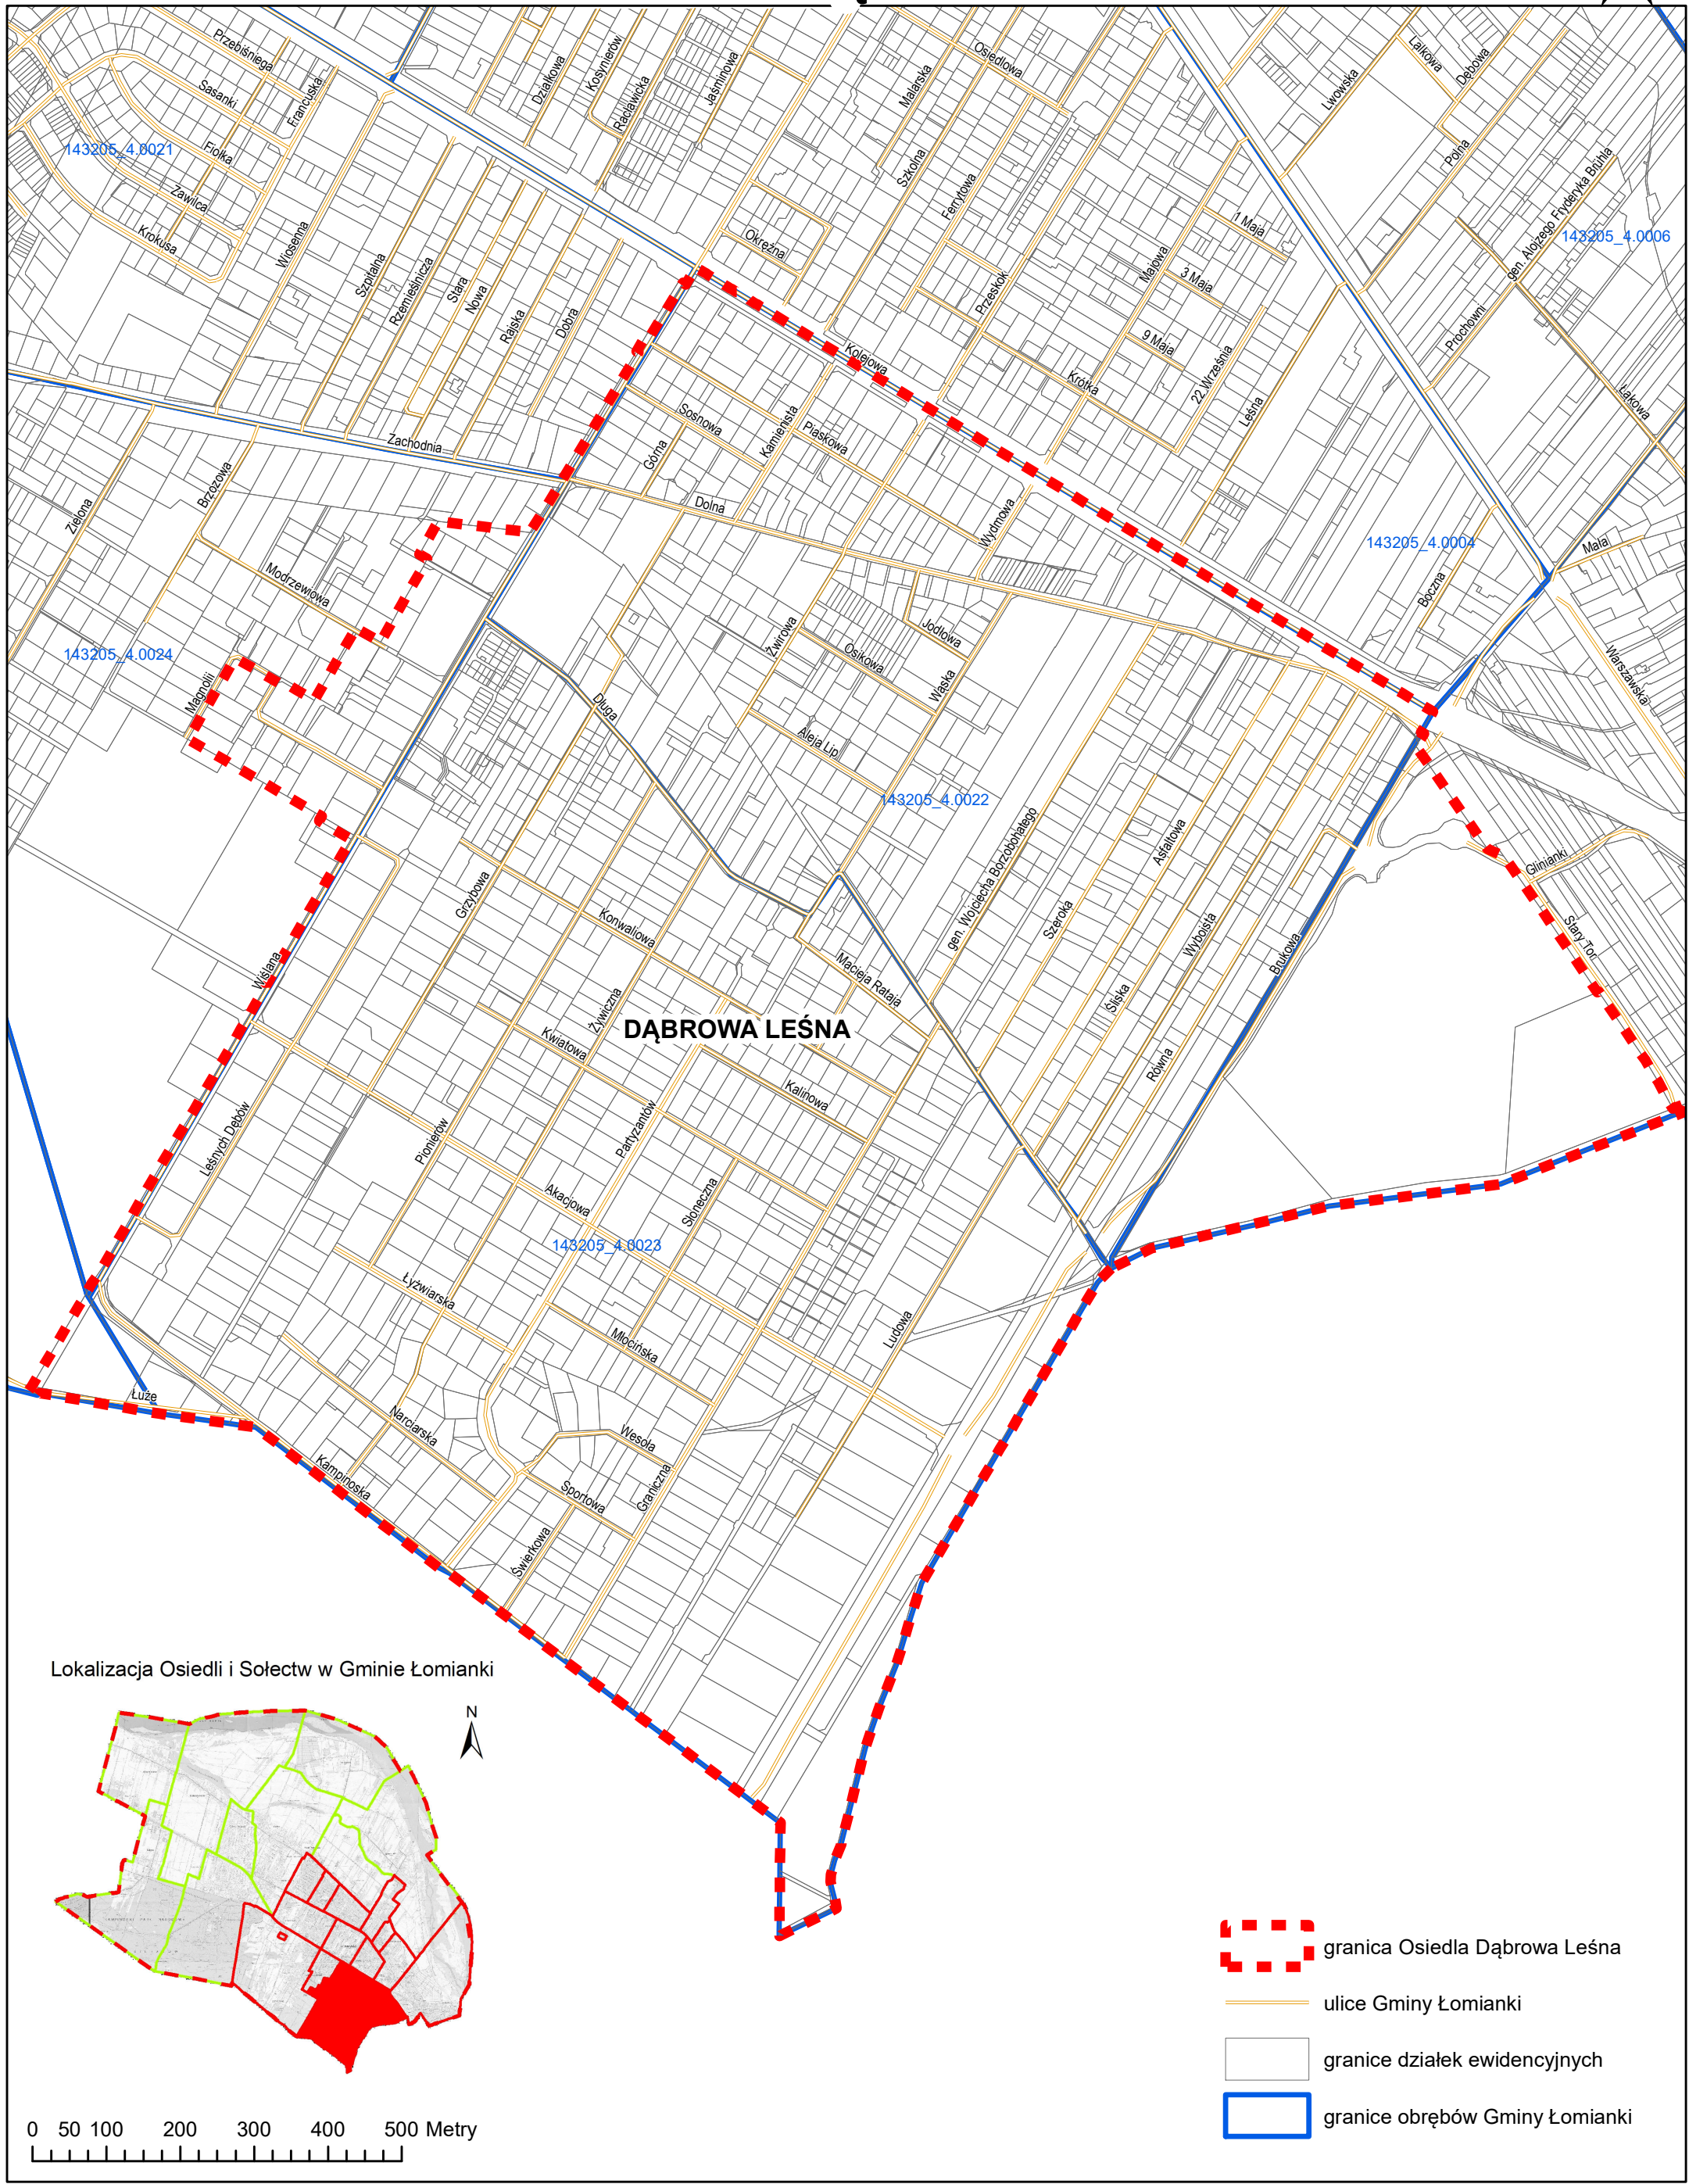 Przebiśniega
Sasanki
Francuska
Fiołka
Zawilca
Krokusa
143205_4.0021
Działkowa
Kosynierów
Racławicka
Jaśminowa
Osiedlowa
Malarska
Szkolna
Ferrytowa
Okrężna
Lwowska
Lalkowa
Dębowa
Polna
gen. Alojzego Fryderyka Brühla
143205_4.0006
1 Maja
3 Maja
Majowa
9 Maja
Przeskok
22 Września
Krótka
Leśna
Prochowni
Łąkowa
Wiosenna
Szpitalna
Rzemieślnicza
Stara
Nowa
Rajska
Dobra
Kolejowa
Sosnowa
Kamienista
Piaskowa
Górna
Zachodnia
Dolna
Wydmowa
Brzozowa
Zielona
Modrzewiowa
143205_4.0024
Magnolii
143205_4.0004
Mała
Boczna
Warszawska
Żwirowa
Osikowa
Jodłowa
Wąska
Długa
Aleja Lip
143205_4.0022
gen. Wojciecha Borzobohatego
Asfaltowa
Szeroka
Wyboista
Śliska
Równa
Brukowa
Glinianki
Stary Tor
Grzybowa
Konwaliowa
Macieja Rataja
Wiślana
Żywiczna
Kwiatowa
DĄBROWA LEŚNA
Kalinowa
Partyzantów
Leśnych Dębów
Pionierów
Akacjowa
Słoneczna
143205_4.0023
Łyżwiarska
Młocińska
Ludowa
Łuże
Narciarska
Wesoła
Kampinoska
Sportowa
Graniczna
Świerkowa
Lokalizacja Osiedli i Sołectw w Gminie Łomianki
N
granica Osiedla Dąbrowa Leśna
ulice Gminy Łomianki
granice działek ewidencyjnych
granice obrębów Gminy Łomianki
0 50 100 200 300 400 500 Metry